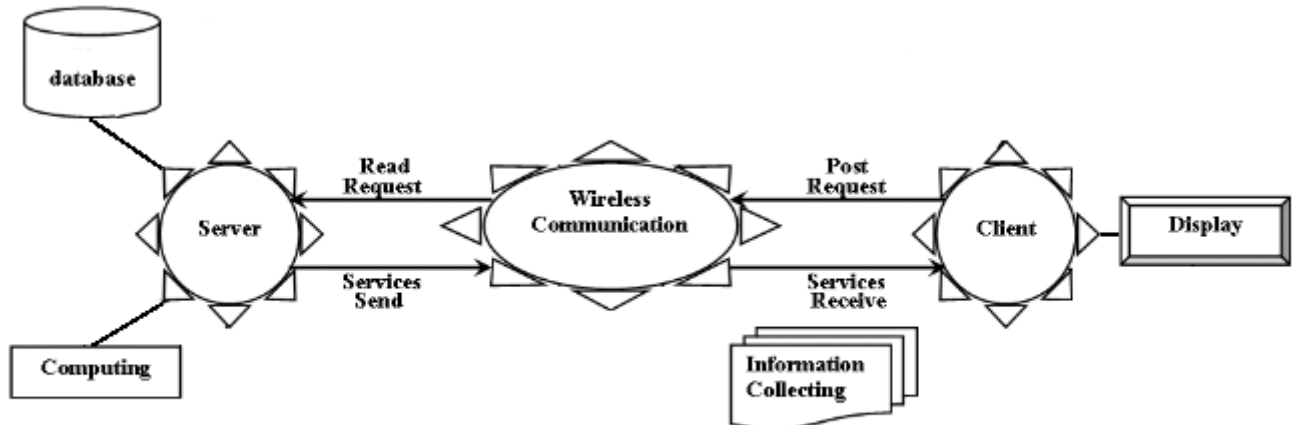 database
Read
Request
Post
Request
Server
Wireless
Communication
Client
Display
Services
Send
Services
Receive
Computing
Information
Collecting